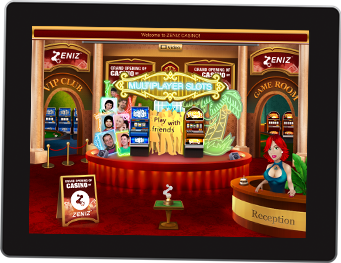 Welcome to ZENIZ CASINO!
Video
ZENIZ
GRAND OPENING OF
CASINO
GRAND OPENING OF
CASINO
ZENIZ
VIP CLUB
MULTIPLAYER SLOTS
GAME ROOM
Play with
friends
GRAND OPENING OF
CASINO
ZENIZ
Reception